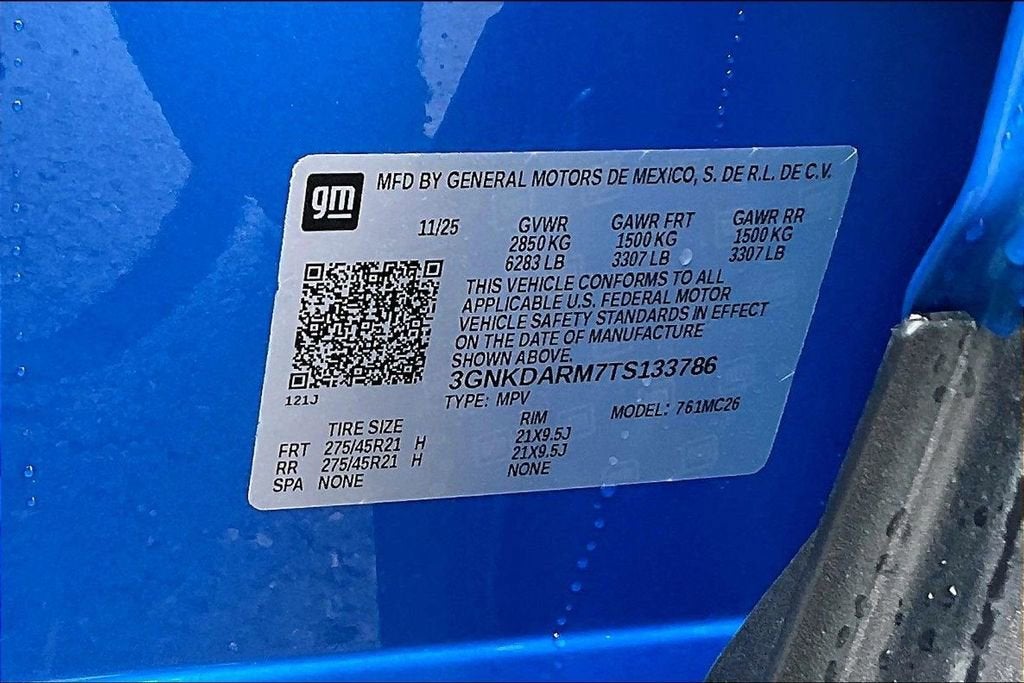 gm MFD BY GENERAL MOTORS DE MEXICO, S. DE R.L. DE C.V.
11/25 GVWR GAWR FRT GAWR RR
2850 KG 1500 KG 1500 KG
6283 LB 3307 LB 3307 LB
THIS VEHICLE CONFORMS TO ALL
APPLICABLE U.S. FEDERAL MOTOR
VEHICLE SAFETY STANDARDS IN EFFECT
ON THE DATE OF MANUFACTURE
SHOWN ABOVE.
3GNKDARM7TS133786
121J
TYPE: MPV MODEL: 761MC26
TIRE SIZE RIM
FRT 275/45R21 H 21X9.5J
RR 275/45R21 H 21X9.5J
SPA NONE NONE